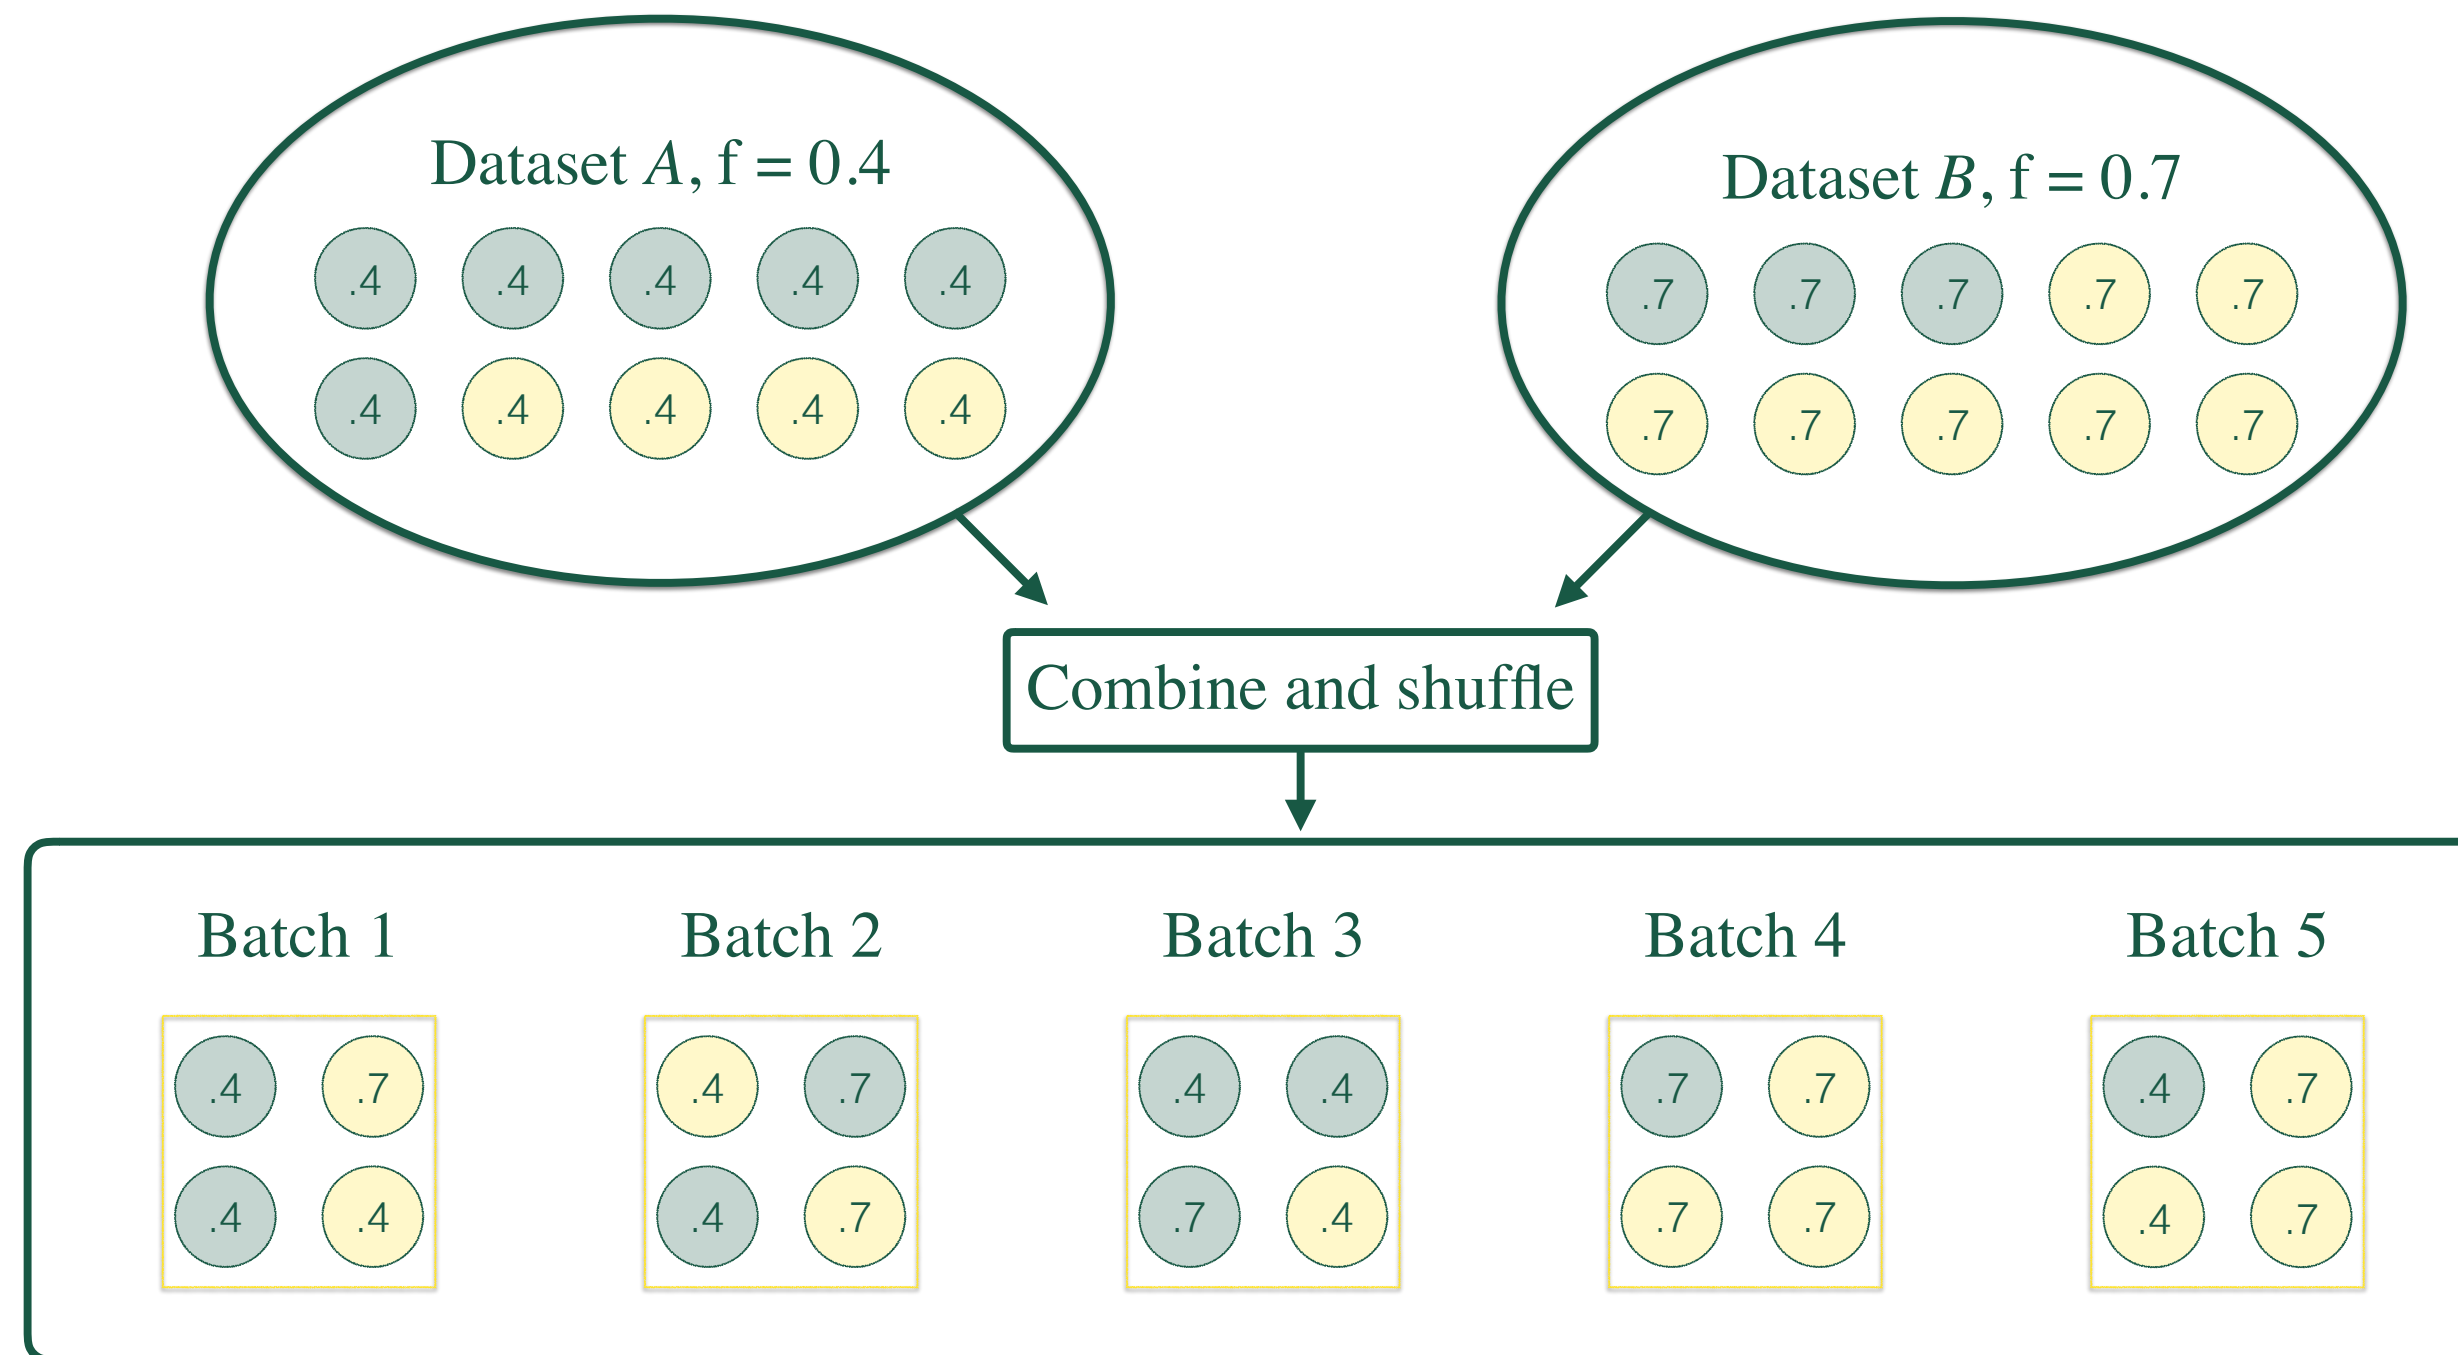 Dataset A, f = 0.4
.4 .4 .4 .4 .4
.4 .4 .4 .4 .4
Dataset B, f = 0.7
.7 .7 .7 .7 .7
.7 .7 .7 .7 .7
Combine and shuffle
Batch 1
.4 .7
.4 .4
Batch 2
.4 .7
.4 .7
Batch 3
.4 .4
.7 .4
Batch 4
.7 .7
.7 .7
Batch 5
.4 .7
.4 .7